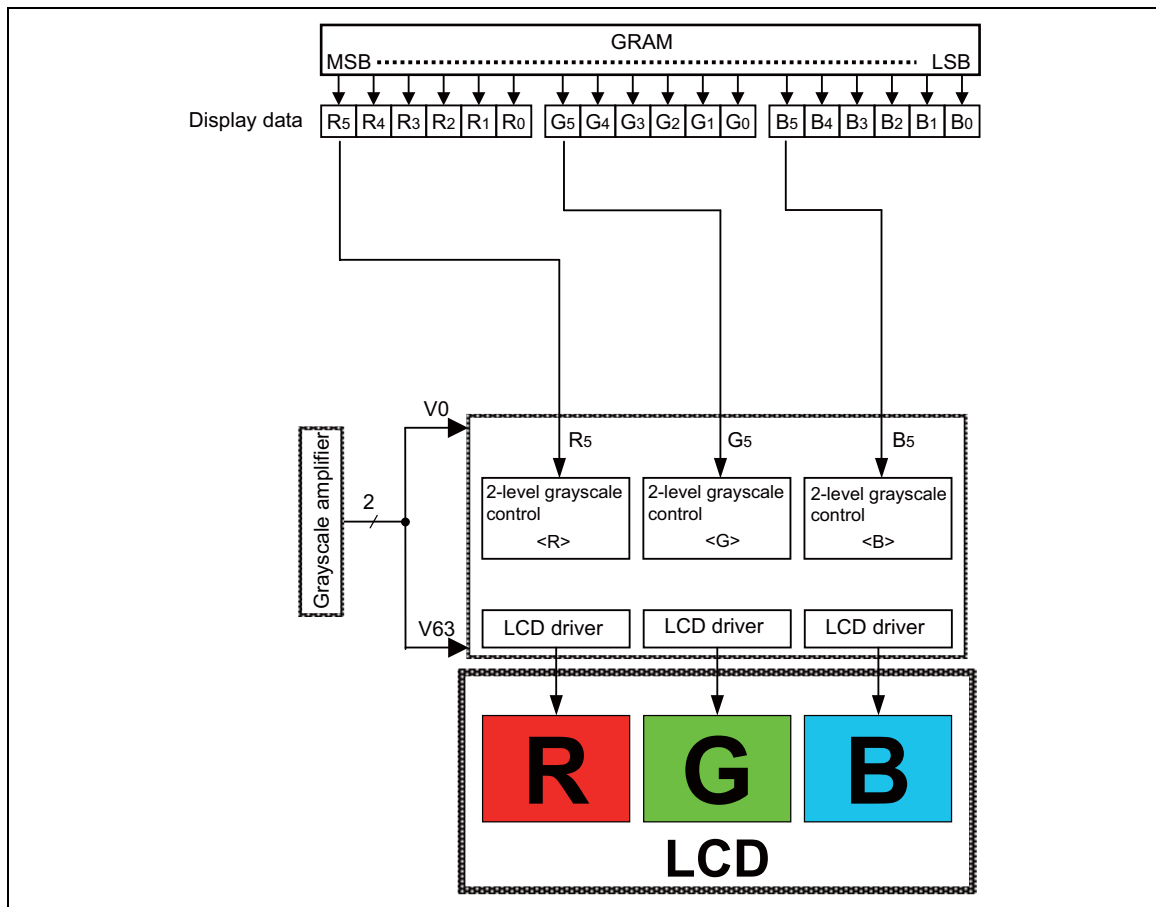 GRAM
MSB LSB
Display data R5 R4 R3 R2 R1 R0 G5 G4 G3 G2 G1 G0 B5 B4 B3 B2 B1 B0
V0
R5 G5 B5
Grayscale amplifier
2
2-level grayscale control <R>
2-level grayscale control <G>
2-level grayscale control <B>
V63
LCD driver LCD driver LCD driver
R G B
LCD